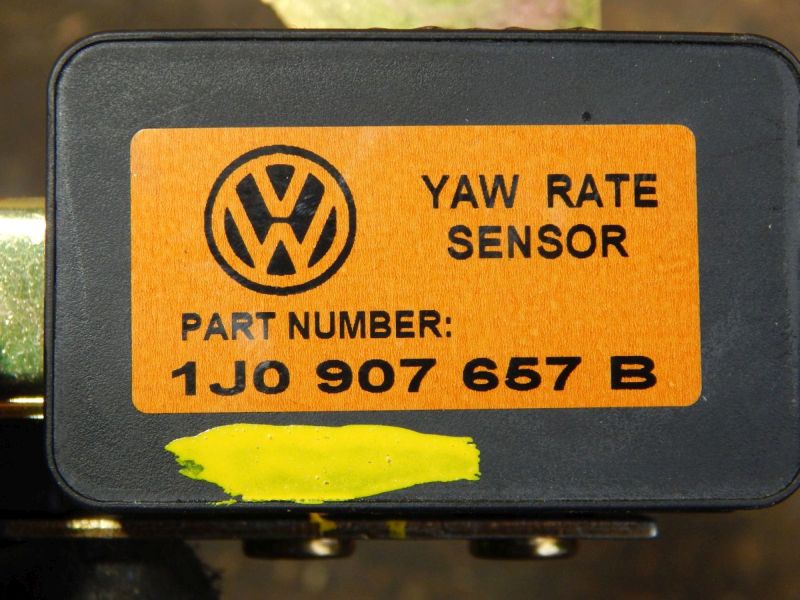 YAW RATE
SENSOR
PART NUMBER:
1J0 907 657 B